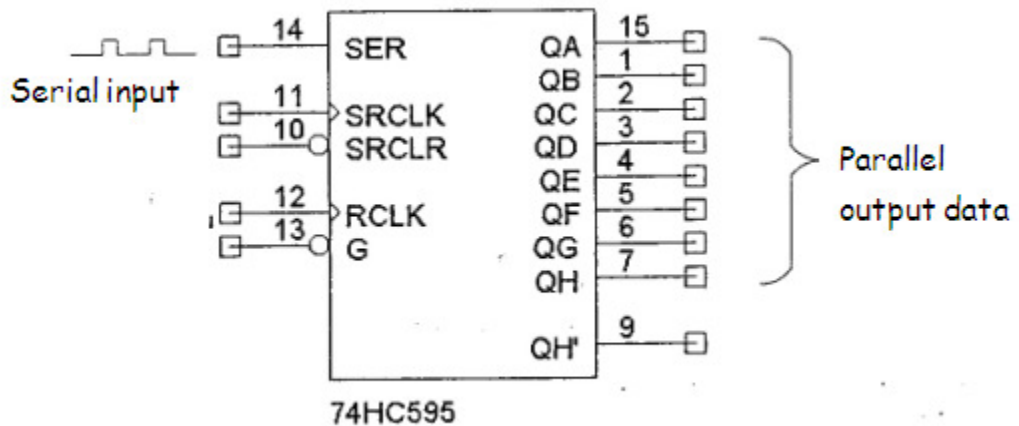 Serial input
14 SER
11 SRCLK
10 SRCLR
12 RCLK
13 G
QA 15
QB 1
QC 2
QD 3
QE 4
QF 5
QG 6
QH 7
QH' 9
Parallel
output data
74HC595